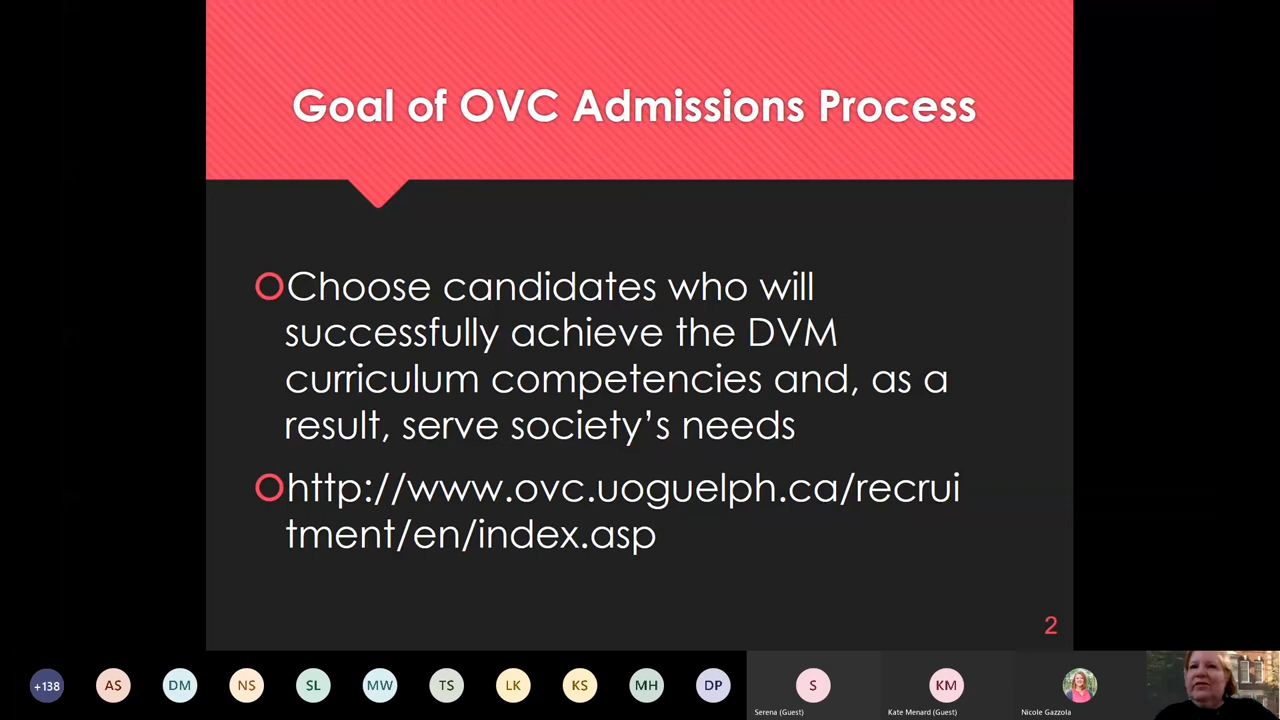 Goal of OVC Admissions Process
Choose candidates who will
successfully achieve the DVM
curriculum competencies and, as a
result, serve society's needs
http://www.ovc.uoguelph.ca/recrui
tment/en/index.asp
2
+138 AS DM NS SL MW TS LK KS MH DP S KM
Serena (Guest) Kate Menard (Guest) Nicole Gazzola